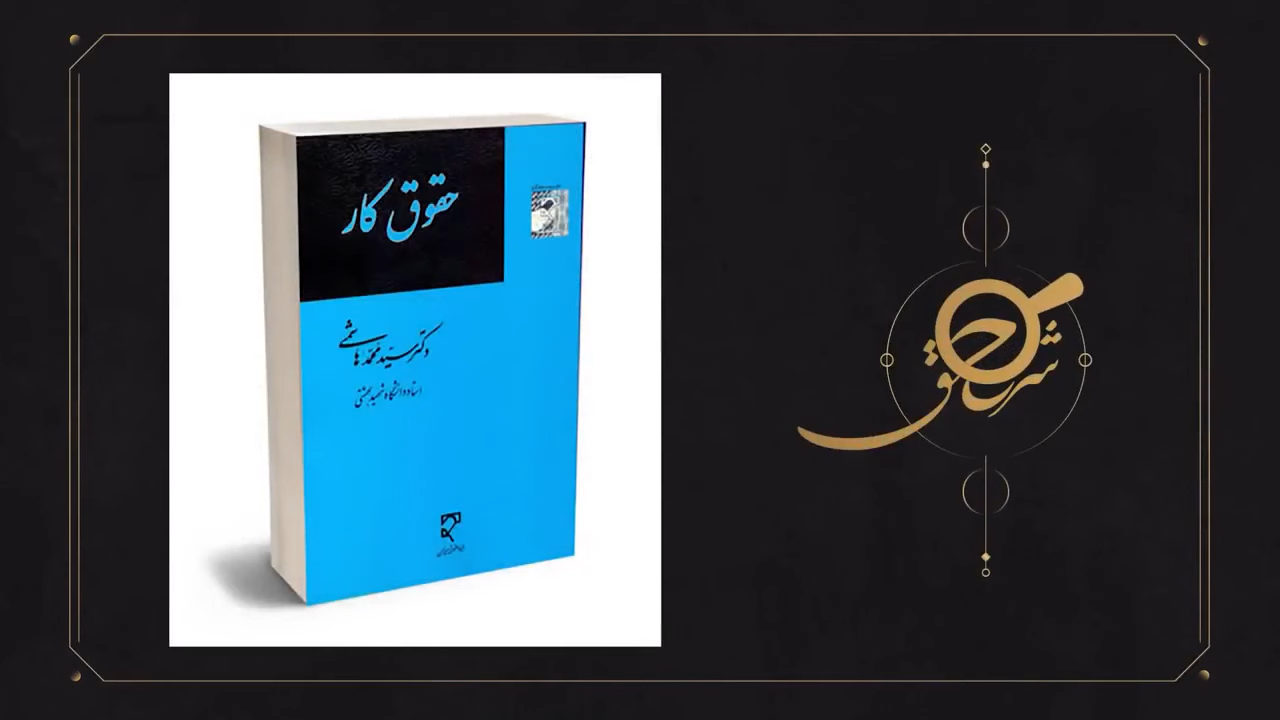 حقوق کار
دکتر سید محمد هاشمی
استاد دانشگاه شهید بهشتی